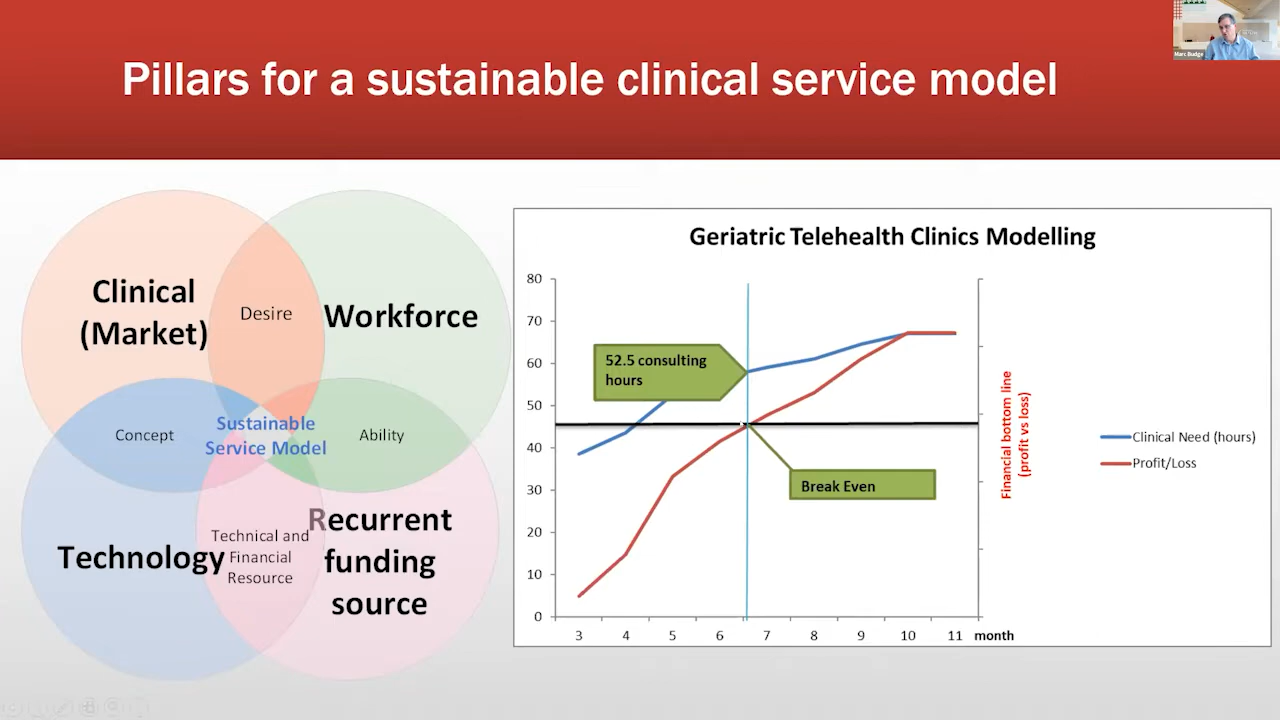 Marc Budge
Pillars for a sustainable clinical service model
Clinical
(Market)
Desire
Workforce
Concept
Sustainable
Service Model
Ability
Technology
Technical and
Financial
Resource
Recurrent
funding
source
Geriatric Telehealth Clinics Modelling
80
70
60
50
40
30
20
10
0
52.5 consulting
hours
Break Even
3 4 5 6 7 8 9 10 11 month
Financial bottom line
(profit vs loss)
Clinical Need (hours)
Profit/Loss